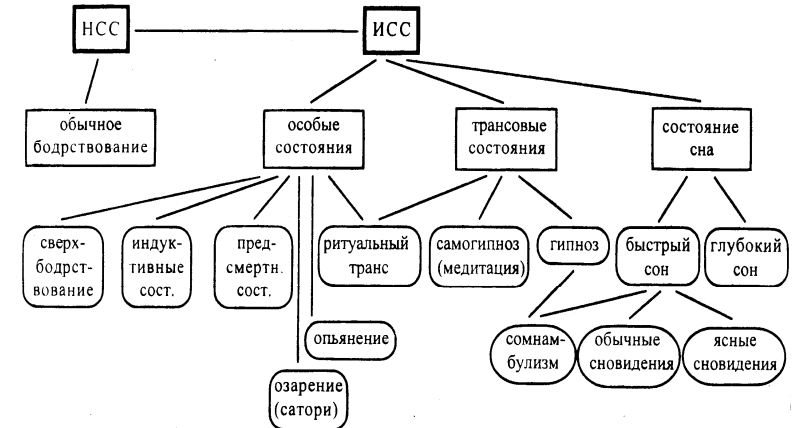 НСС
ИСС
обычное
бодрствование
особые
состояния
трансовые
состояния
состояние
сна
сверх-
бодрст-
вование
индук-
тивные
сост.
пред-
смертн.
сост.
ритуальный
транс
самогипноз
(медитация)
гипноз
быстрый
сон
глубокий
сон
опьянение
озарение
(сатори)
сомнам-
булизм
обычные
сновидения
ясные
сновидения